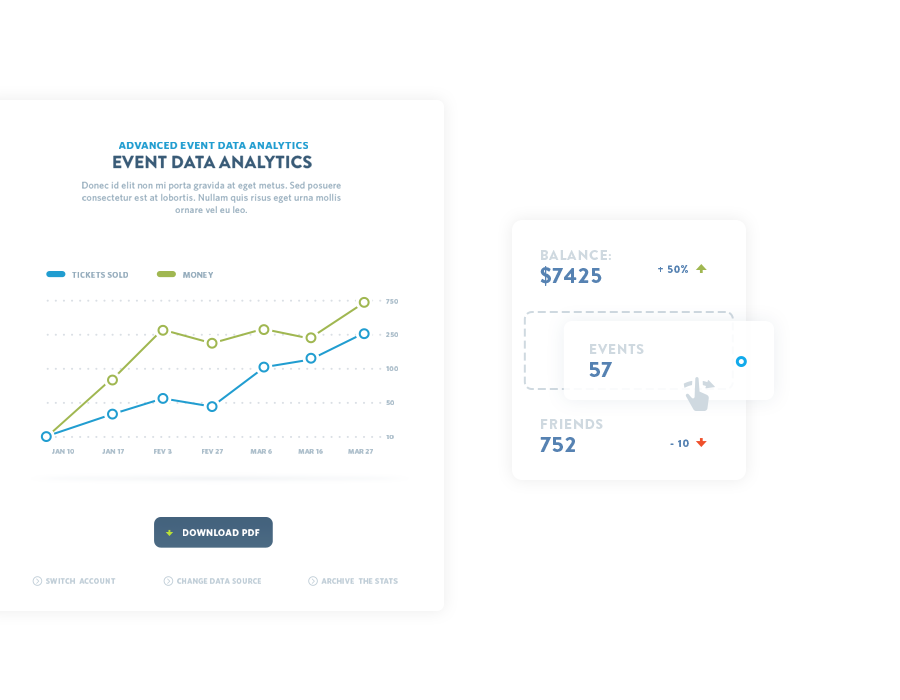 ADVANCED EVENT DATA ANALYTICS
EVENT DATA ANALYTICS
Donec id elit non mi porta gravida at eget metus. Sed posuere
consectetur est at lobortis. Nullam quis risus eget urna mollis
ornare vel eu leo.
TICKETS SOLD
MONEY
750
250
100
50
10
JAN 10
JAN 17
FEV 3
FEV 27
MAR 6
MAR 16
MAR 27
DOWNLOAD PDF
SWITCH ACCOUNT
CHANGE DATA SOURCE
ARCHIVE THE STATS
BALANCE:
$7425
+ 50%
EVENTS
57
FRIENDS
752
- 10